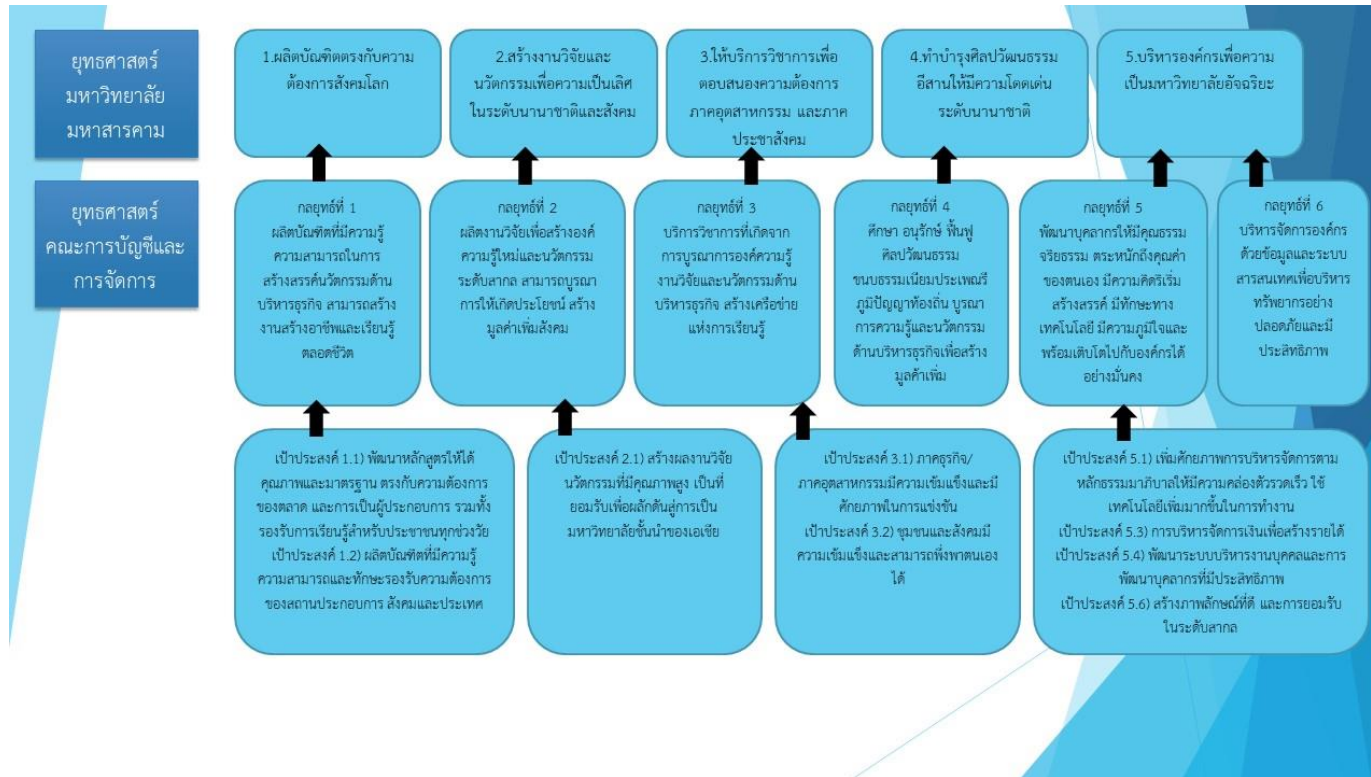 ยุทธศาสตร์
มหาวิทยาลัย
มหาสารคาม
1.ผลิตบัณฑิตตรงกับความ
ต้องการสังคมโลก
2.สร้างงานวิจัยและ
นวัตกรรมเพื่อความเป็นเลิศ
ในระดับนานาชาติและสังคม
3.ให้บริการวิชาการเพื่อ
ตอบสนองความต้องการ
ภาคอุตสาหกรรม และภาค
ประชาสังคม
4.ทำบำรุงศิลปวัฒนธรรม
อีสานให้มีความโดดเด่น
ระดับนานาชาติ
5.บริหารองค์กรเพื่อความ
เป็นมหาวิทยาลัยอัจฉริยะ
ยุทธศาสตร์
คณะการบัญชีและ
การจัดการ
กลยุทธ์ที่ 1
ผลิตบัณฑิตที่มีความรู้
ความสามารถในการ
สร้างสรรค์นวัตกรรมด้าน
บริหารธุรกิจ สามารถสร้าง
งานสร้างอาชีพและเรียนรู้
ตลอดชีวิต
กลยุทธ์ที่ 2
ผลิตงานวิจัยเพื่อสร้างองค์
ความรู้ใหม่และนวัตกรรม
ระดับสากล สามารถบูรณา
การให้เกิดประโยชน์ สร้าง
มูลค่าเพิ่มสังคม
กลยุทธ์ที่ 3
บริการวิชาการที่เกิดจาก
การบูรณาการองค์ความรู้
งานวิจัยและนวัตกรรมด้าน
บริหารธุรกิจ สร้างเครือข่าย
แห่งการเรียนรู้
กลยุทธ์ที่ 4
ศึกษา อนุรักษ์ ฟื้นฟู
ศิลปวัฒนธรรม
ขนบธรรมเนียมประเพณรี
ภูมิปัญญาท้องถิ่น บูรณา
การความรู้และนวัตกรรม
ด้านบริหารธุรกิจเพื่อสร้าง
มูลค้าเพิ่ม
กลยุทธ์ที่ 5
พัฒนาบุคลากรให้มีคุณธรรม
จริยธรรม ตระหนักถึงคุณค่า
ของตนเอง มีความคิดริเริ่ม
สร้างสรรค์ มีทักษะทาง
เทคโนโลยี มีความภูมิใจและ
พร้อมเติบโตไปกับองค์กรได้
อย่างมั่นคง
กลยุทธ์ที่ 6
บริหารจัดการองค์กร
ด้วยข้อมูลและระบบ
สารสนเทศเพื่อบริหาร
ทรัพยากรอย่าง
ปลอดภัยและมี
ประสิทธิภาพ
เป้าประสงค์ 1.1) พัฒนาหลักสูตรให้ได้
คุณภาพและมาตรฐาน ตรงกับความต้องการ
ของตลาด และการเป็นผู้ประกอบการ รวมทั้ง
รองรับการเรียนรู้สำหรับประชาชนทุกช่วงวัย
เป้าประสงค์ 1.2) ผลิตบัณฑิตที่มีความรู้
ความสามารถและทักษะรองรับความต้องการ
ของสถานประกอบการ สังคมและประเทศ
เป้าประสงค์ 2.1) สร้างผลงานวิจัย
นวัตกรรมที่มีคุณภาพสูง เป็นที่
ยอมรับเพื่อผลักดันสู่การเป็น
มหาวิทยาลัยชั้นนำของเอเชีย
เป้าประสงค์ 3.1) ภาคธุรกิจ/
ภาคอุตสาหกรรมมีความเข้มแข็งและมี
ศักยภาพในการแข่งขัน
เป้าประสงค์ 3.2) ชุมชนและสังคมมี
ความเข้มแข็งและสามารถพึ่งพาตนเอง
ได้
เป้าประสงค์ 5.1) เพิ่มศักยภาพการบริหารจัดการตาม
หลักธรรมาภิบาลให้มีความคล่องตัวรวดเร็ว ใช้
เทคโนโลยีเพิ่มมากขึ้นในการทำงาน
เป้าประสงค์ 5.3) การบริหารจัดการเงินเพื่อสร้างรายได้
เป้าประสงค์ 5.4) พัฒนาระบบบริหารงานบุคคลและการ
พัฒนาบุคลากรที่มีประสิทธิภาพ
เป้าประสงค์ 5.6) สร้างภาพลักษณ์ที่ดี และการยอมรับ
ในระดับสากล